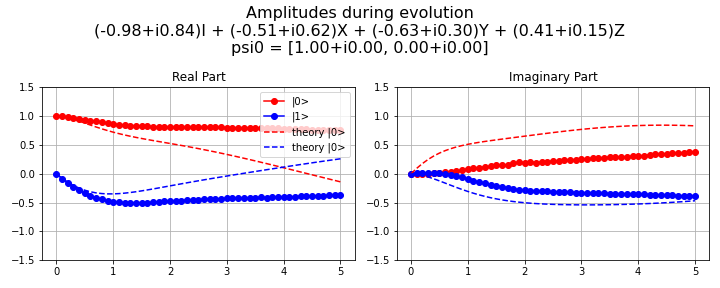 Amplitudes during evolution
(-0.98+i0.84)I + (-0.51+i0.62)X + (-0.63+i0.30)Y + (0.41+i0.15)Z
psi0 = [1.00+i0.00, 0.00+i0.00]
Real Part
1.5
1.0
0.5
0.0
−0.5
−1.0
−1.5
0 1 2 3 4 5
|0>
|1>
theory |0>
theory |0>
Imaginary Part
1.5
1.0
0.5
0.0
−0.5
−1.0
−1.5
0 1 2 3 4 5